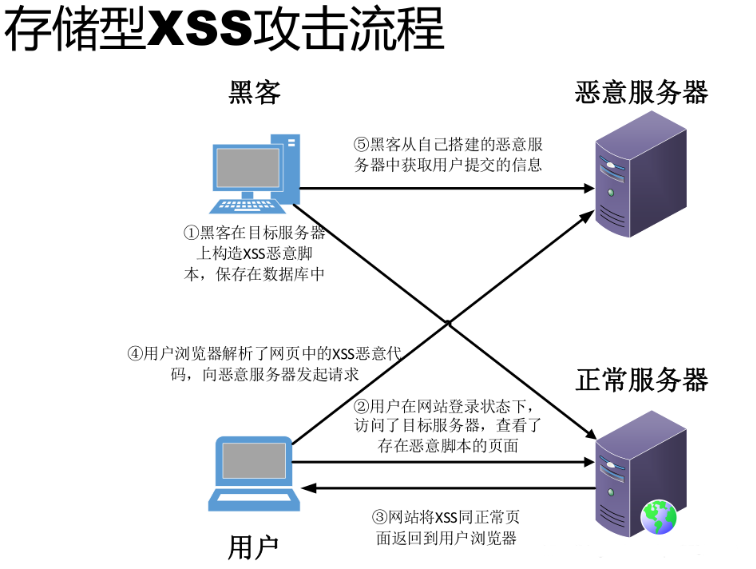 存储型XSS攻击流程
黑客
恶意服务器
⑤黑客从自己搭建的恶意服
务器中获取用户提交的信息
①黑客在目标服务器
上构造XSS恶意脚
本，保存在数据库中
④用户浏览器解析了网页中的XSS恶意代
码，向恶意服务器发起请求
正常服务器
②用户在网站登录状态下，
访问了目标服务器，查看了
存在恶意脚本的页面
③网站将XSS同正常页
面返回到用户浏览器
用户